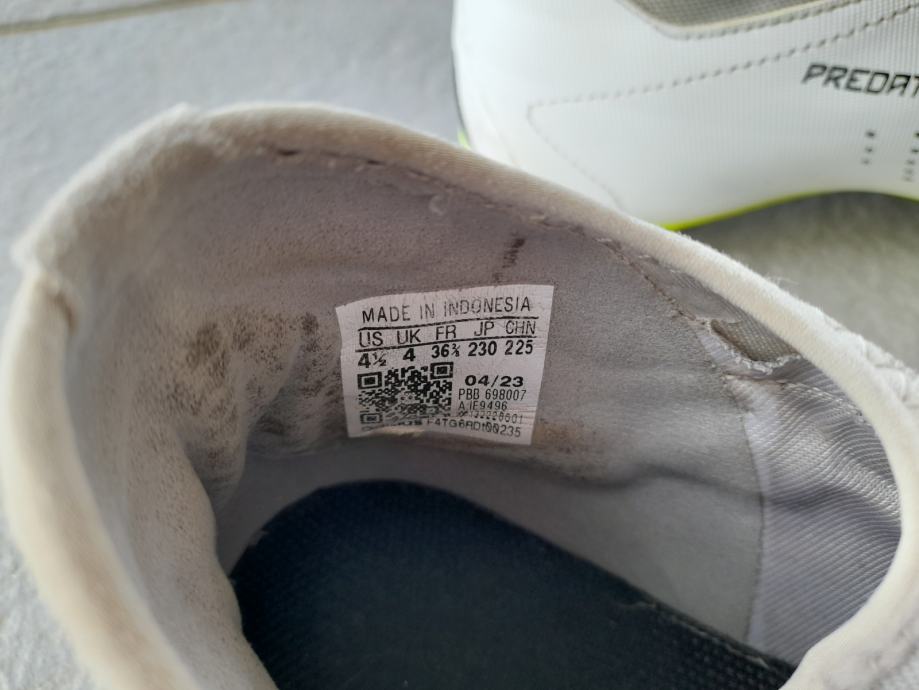 PREDAT
MADE IN INDONESIA
US UK FR JP CHN
4½ 4 36⅔ 230 225
04/23
PBB 698007
A IE9496
F4TG6RD100235